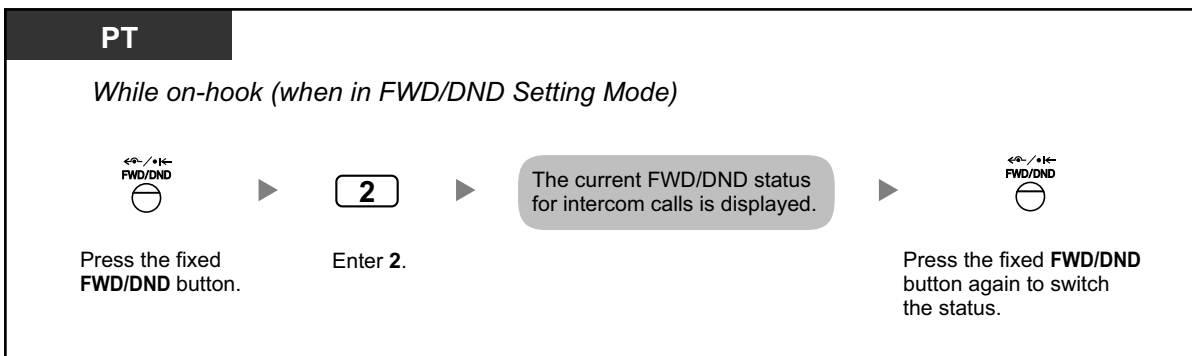 PT
While on-hook (when in FWD/DND Setting Mode)
FWD/DND
2
The current FWD/DND status
for intercom calls is displayed.
FWD/DND
Press the fixed
FWD/DND button.
Enter 2.
Press the fixed FWD/DND
button again to switch
the status.